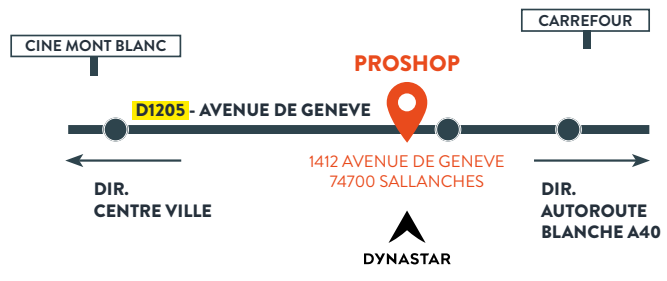 CARREFOUR
CINE MONT BLANC
PROSHOP
D1205 - AVENUE DE GENEVE
1412 AVENUE DE GENEVE
74700 SALLANCHES
DIR.
CENTRE VILLE
DIR.
AUTOROUTE
BLANCHE A40
DYNASTAR